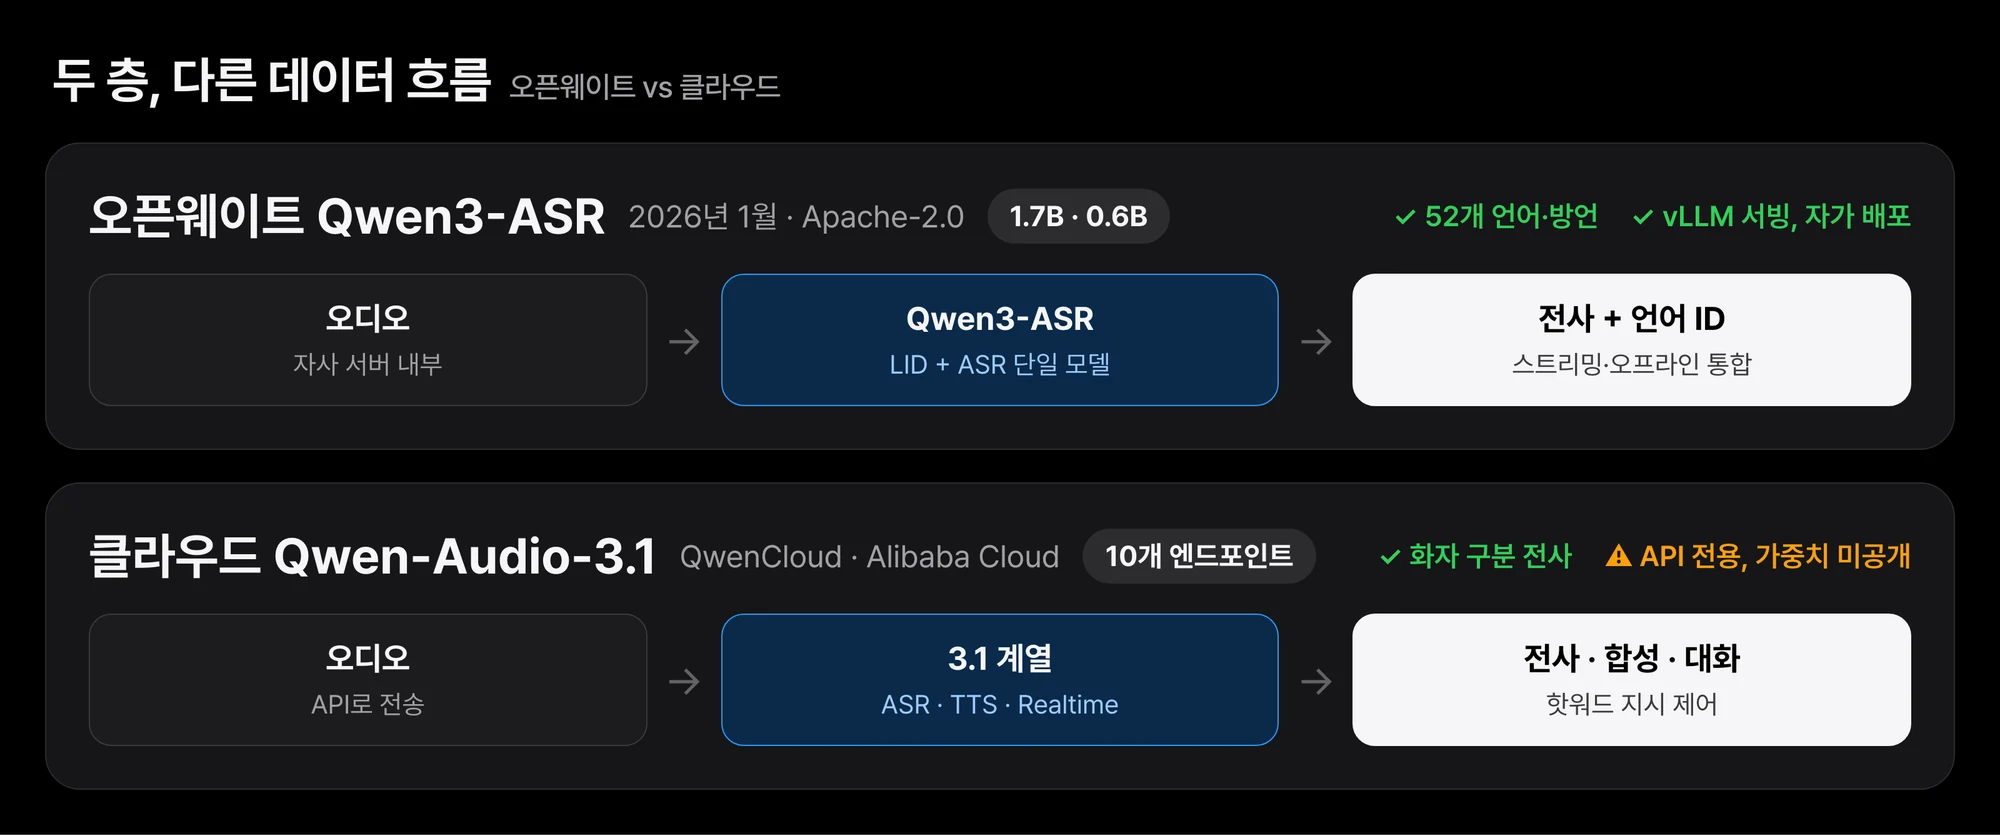 두 층, 다른 데이터 흐름 오픈웨이트 vs 클라우드
오픈웨이트 Qwen3-ASR 2026년 1월 · Apache-2.0 1.7B · 0.6B ✓ 52개 언어·방언 ✓ vLLM 서빙, 자가 배포
오디오
자사 서버 내부
→
Qwen3-ASR
LID + ASR 단일 모델
→
전사 + 언어 ID
스트리밍·오프라인 통합
클라우드 Qwen-Audio-3.1 QwenCloud · Alibaba Cloud 10개 엔드포인트 ✓ 화자 구분 전사 ⚠ API 전용, 가중치 미공개
오디오
API로 전송
→
3.1 계열
ASR · TTS · Realtime
→
전사 · 합성 · 대화
핫워드 지시 제어